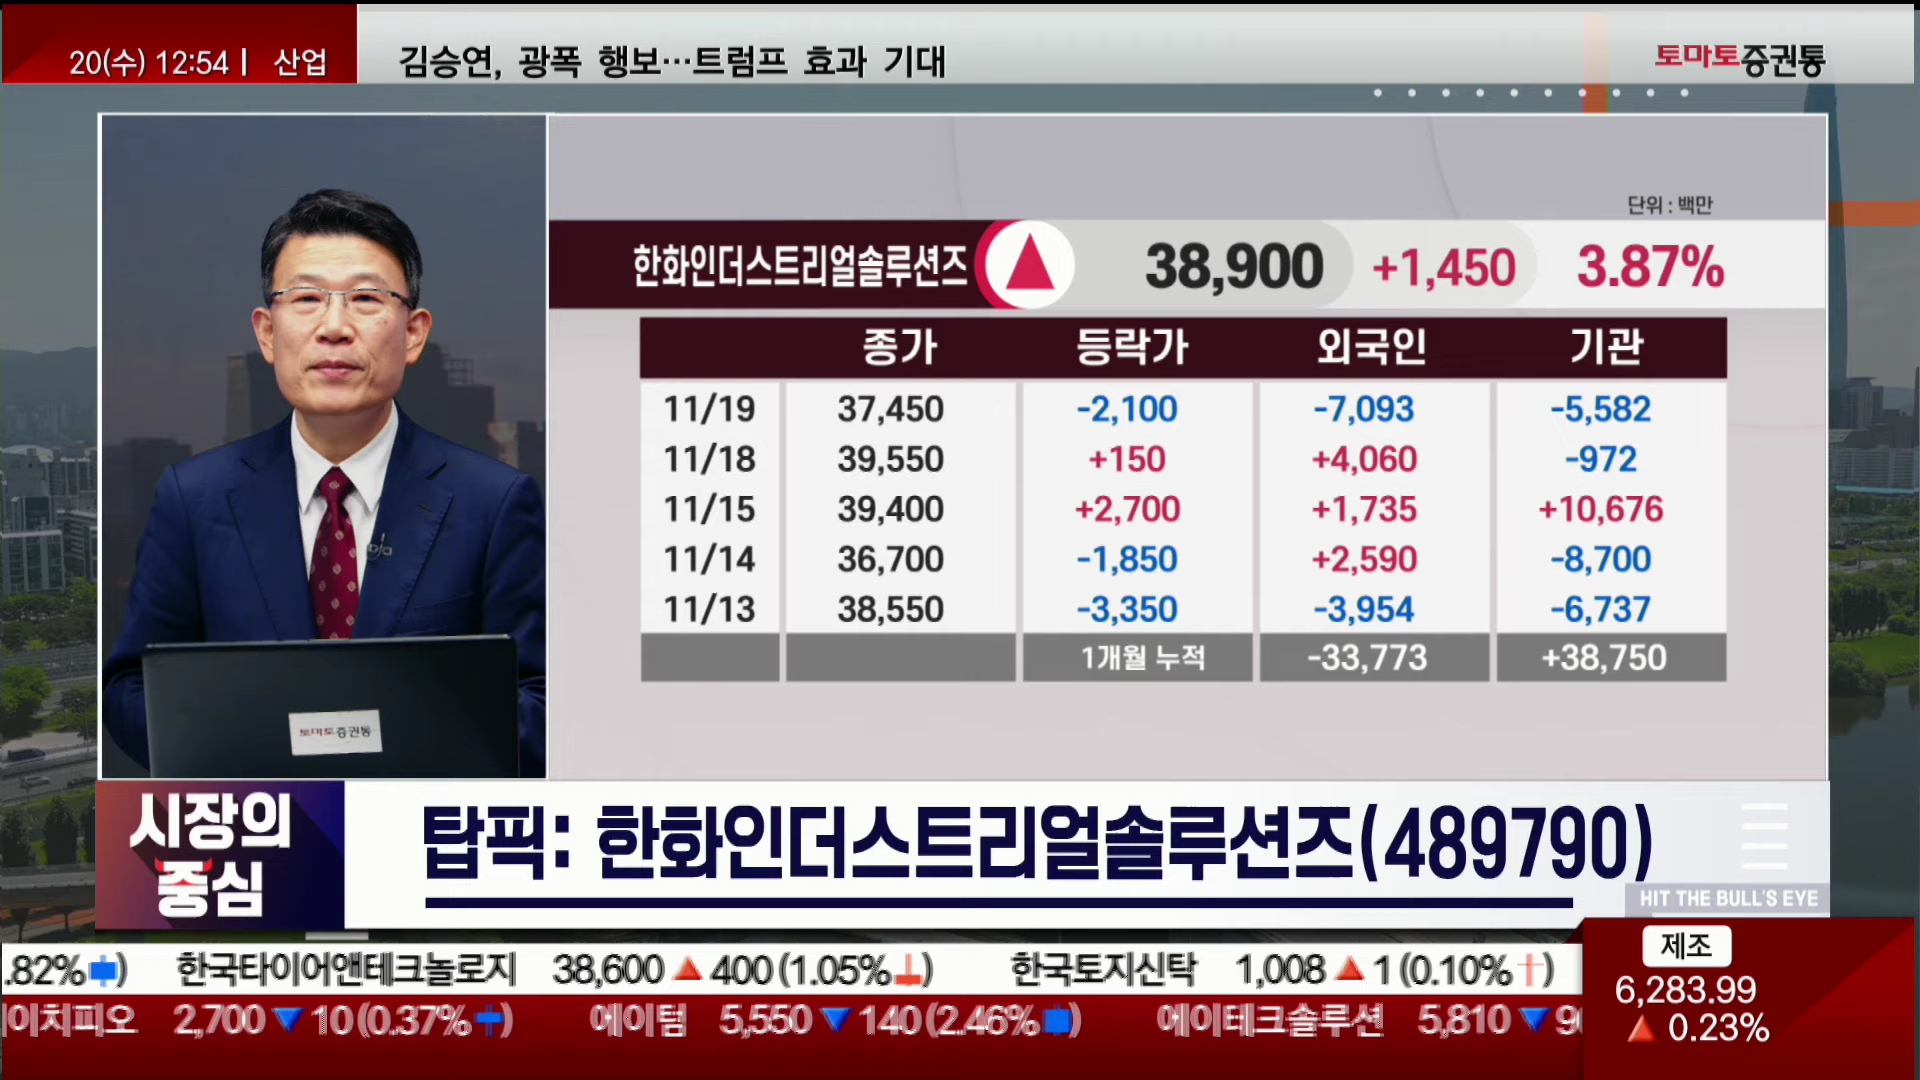 20(수) 12:54 | 산업
김승연, 광폭 행보…트럼프 효과 기대
토마토증권통
단위 : 백만
한화인더스트리얼솔루션즈 ▲ 38,900 +1,450 3.87%
종가 등락가 외국인 기관
11/19 37,450 -2,100 -7,093 -5,582
11/18 39,550 +150 +4,060 -972
11/15 39,400 +2,700 +1,735 +10,676
11/14 36,700 -1,850 +2,590 -8,700
11/13 38,550 -3,350 -3,954 -6,737
1개월 누적 -33,773 +38,750
토마토증권통
시장의
중심
탑픽: 한화인더스트리얼솔루션즈(489790)
HIT THE BULL'S EYE
.82% ) 한국타이어앤테크놀로지 38,600 ▲ 400 (1.05% ) 한국토지신탁 1,008 ▲ 1 (0.10% )
이치피오 2,700 ▼ 10 (0.37% ) 에이텀 5,550 ▼ 140 (2.46% ) 에이테크솔루션 5,810 ▼
제조
6,283.99
▲ 0.23%